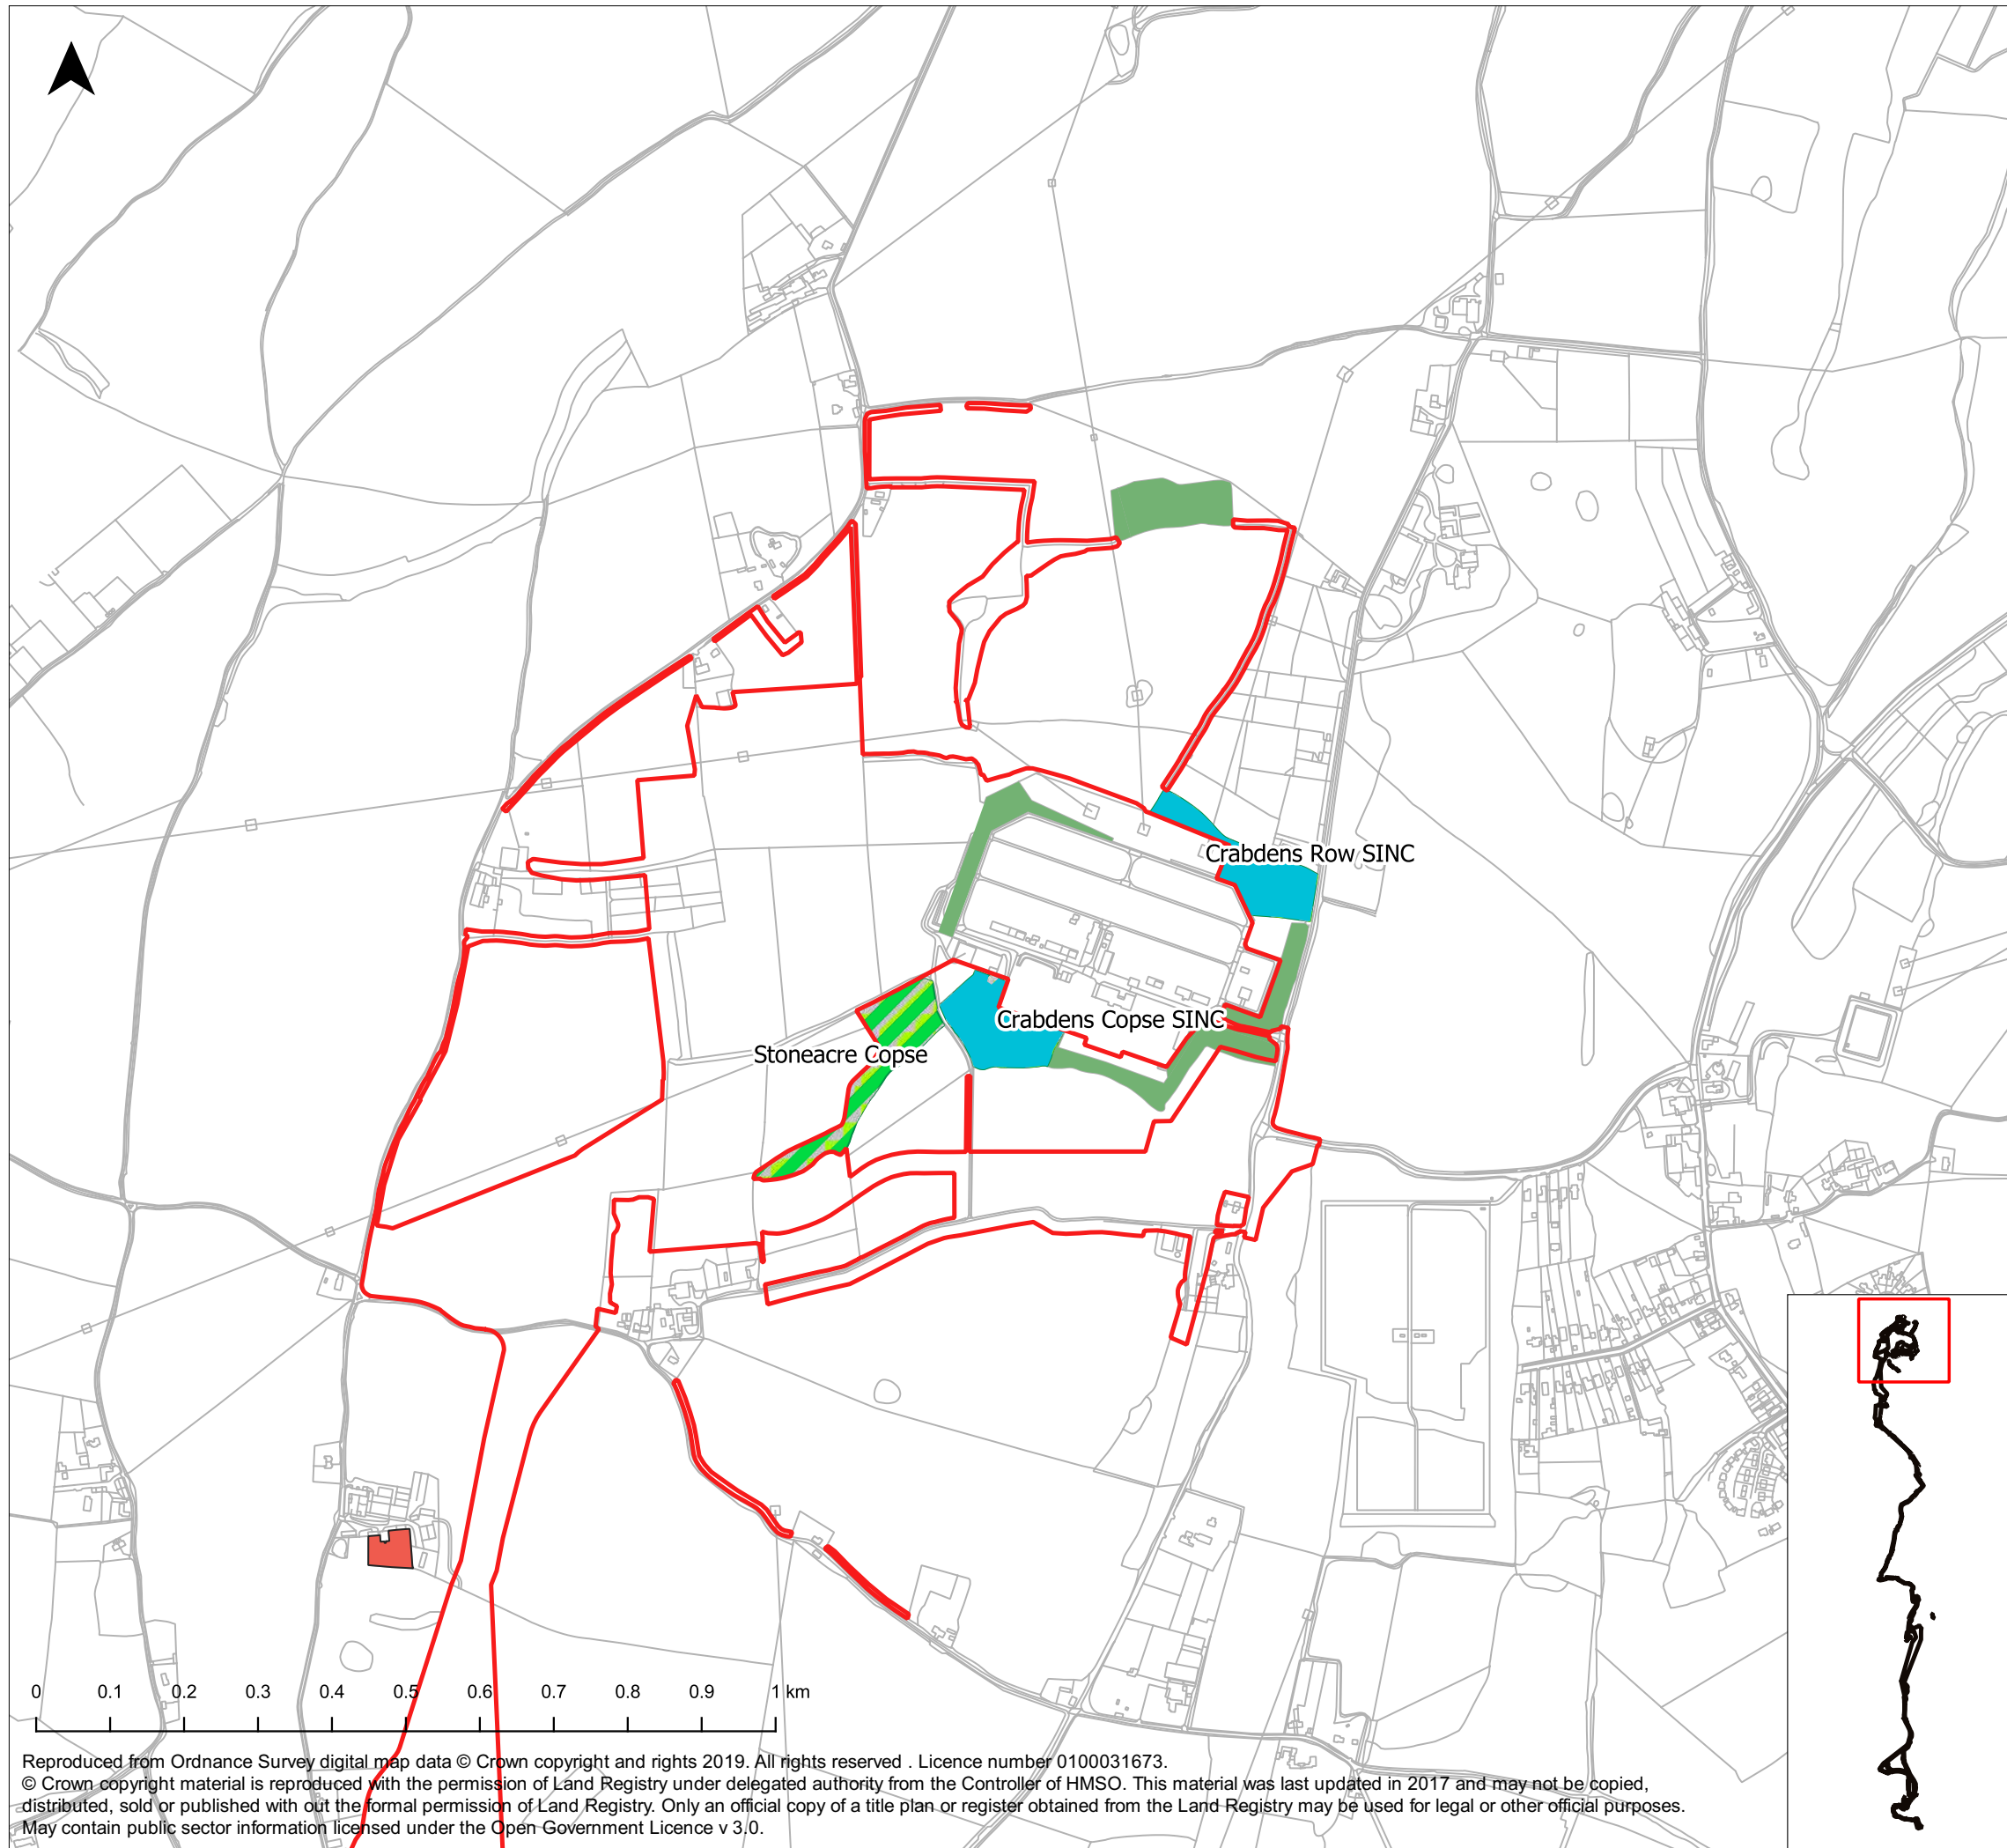 Crabdens Row SINC
Crabdens Copse SINC
Stoneacre Copse
0 0.1 0.2 0.3 0.4 0.5 0.6 0.7 0.8 0.9 1 km
Reproduced from Ordnance Survey digital map data © Crown copyright and rights 2019. All rights reserved . Licence number 0100031673.
© Crown copyright material is reproduced with the permission of Land Registry under delegated authority from the Controller of HMSO. This material was last updated in 2017 and may not be copied,
distributed, sold or published with out the formal permission of Land Registry. Only an official copy of a title plan or register obtained from the Land Registry may be used for legal or other official purposes.
May contain public sector information licensed under the Open Government Licence v 3.0.